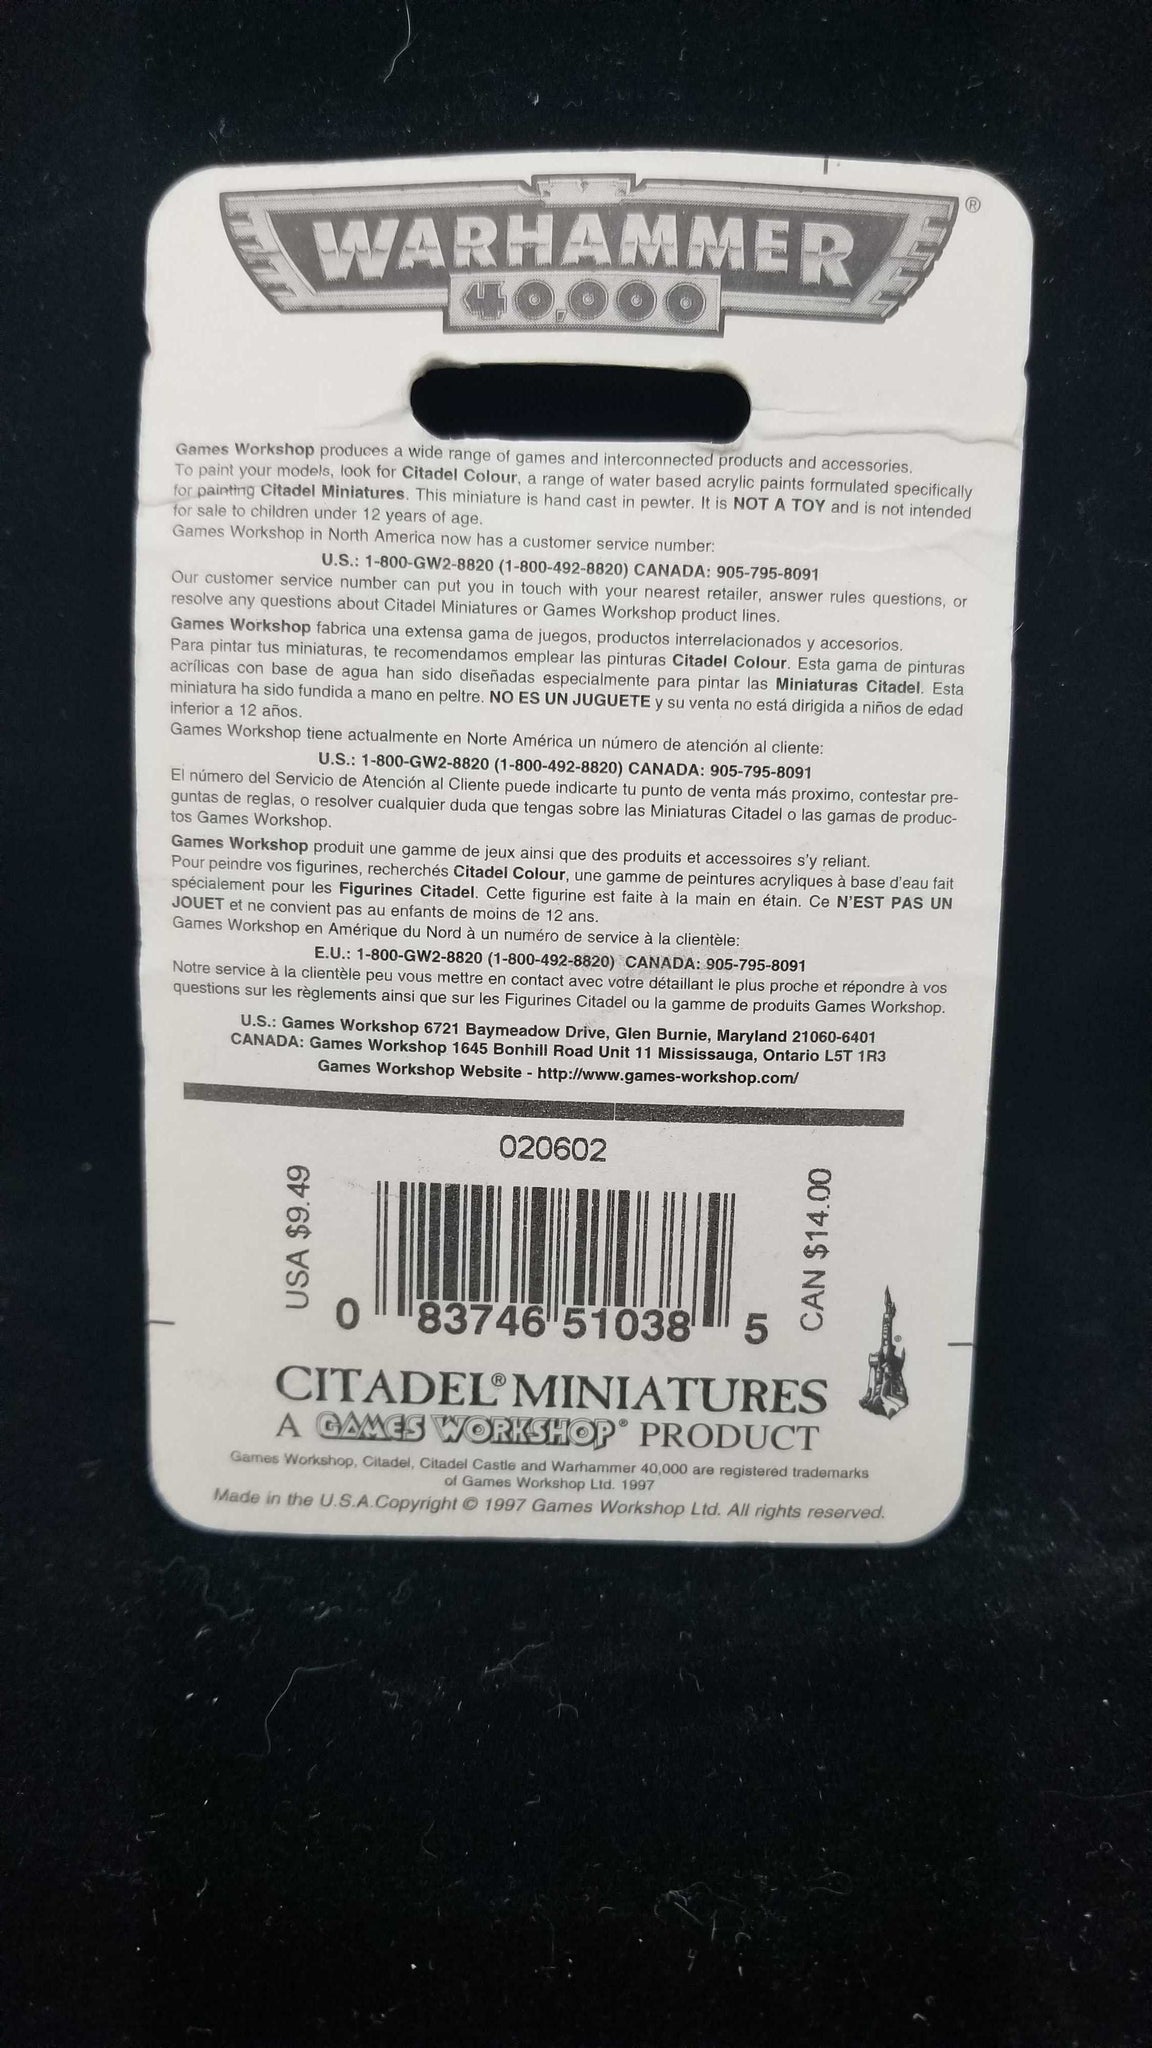 WARHAMMER ®
40,000
Games Workshop produces a wide range of games and interconnected products and accessories.
To paint your models, look for Citadel Colour, a range of water based acrylic paints formulated specifically
for painting Citadel Miniatures. This miniature is hand cast in pewter. It is NOT A TOY and is not intended
for sale to children under 12 years of age.
Games Workshop in North America now has a customer service number:
U.S.: 1-800-GW2-8820 (1-800-492-8820) CANADA: 905-795-8091
Our customer service number can put you in touch with your nearest retailer, answer rules questions, or
resolve any questions about Citadel Miniatures or Games Workshop product lines.
Games Workshop fabrica una extensa gama de juegos, productos interrelacionados y accesorios.
Para pintar tus miniaturas, te recomendamos emplear las pinturas Citadel Colour. Esta gama de pinturas
acrílicas con base de agua han sido diseñadas especialmente para pintar las Miniaturas Citadel. Esta
miniatura ha sido fundida a mano en peltre. NO ES UN JUGUETE y su venta no está dirigida a niños de edad
inferior a 12 años.
Games Workshop tiene actualmente en Norte América un número de atención al cliente:
U.S.: 1-800-GW2-8820 (1-800-492-8820) CANADA: 905-795-8091
El número del Servicio de Atención al Cliente puede indicarte tu punto de venta más proximo, contestar pre-
guntas de reglas, o resolver cualquier duda que tengas sobre las Miniaturas Citadel o las gamas de produc-
tos Games Workshop.
Games Workshop produit une gamme de jeux ainsi que des produits et accessoires s'y reliant.
Pour peindre vos figurines, recherchés Citadel Colour, une gamme de peintures acryliques à base d'eau fait
spécialement pour les Figurines Citadel. Cette figurine est faite à la main en étain. Ce N'EST PAS UN
JOUET et ne convient pas au enfants de moins de 12 ans.
Games Workshop en Amérique du Nord à un numéro de service à la clientèle:
E.U.: 1-800-GW2-8820 (1-800-492-8820) CANADA: 905-795-8091
Notre service à la clientèle peu vous mettre en contact avec votre détaillant le plus proche et répondre à vos
questions sur les règlements ainsi que sur les Figurines Citadel ou la gamme de produits Games Workshop.
U.S.: Games Workshop 6721 Baymeadow Drive, Glen Burnie, Maryland 21060-6401
CANADA: Games Workshop 1645 Bonhill Road Unit 11 Mississauga, Ontario L5T 1R3
Games Workshop Website - http://www.games-workshop.com/
020602
USA $9.49
CAN $14.00
0 83746 51038 5
CITADEL® MINIATURES
A GAMES WORKSHOP® PRODUCT
Games Workshop, Citadel, Citadel Castle and Warhammer 40,000 are registered trademarks
of Games Workshop Ltd. 1997
Made in the U.S.A.Copyright © 1997 Games Workshop Ltd. All rights reserved.